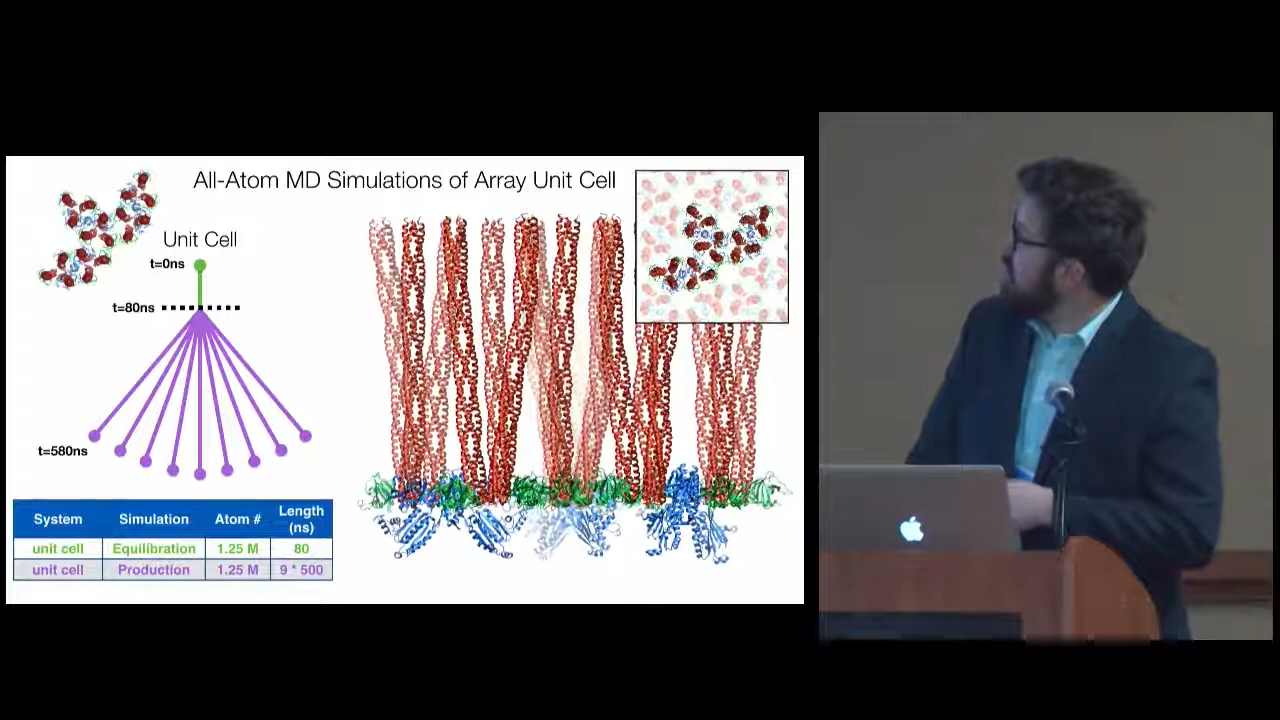 All-Atom MD Simulations of Array Unit Cell
Unit Cell
t=0ns
t=80ns
t=580ns
System Simulation Atom # Length (ns)
unit cell Equilibration 1.25 M 80
unit cell Production 1.25 M 9 * 500